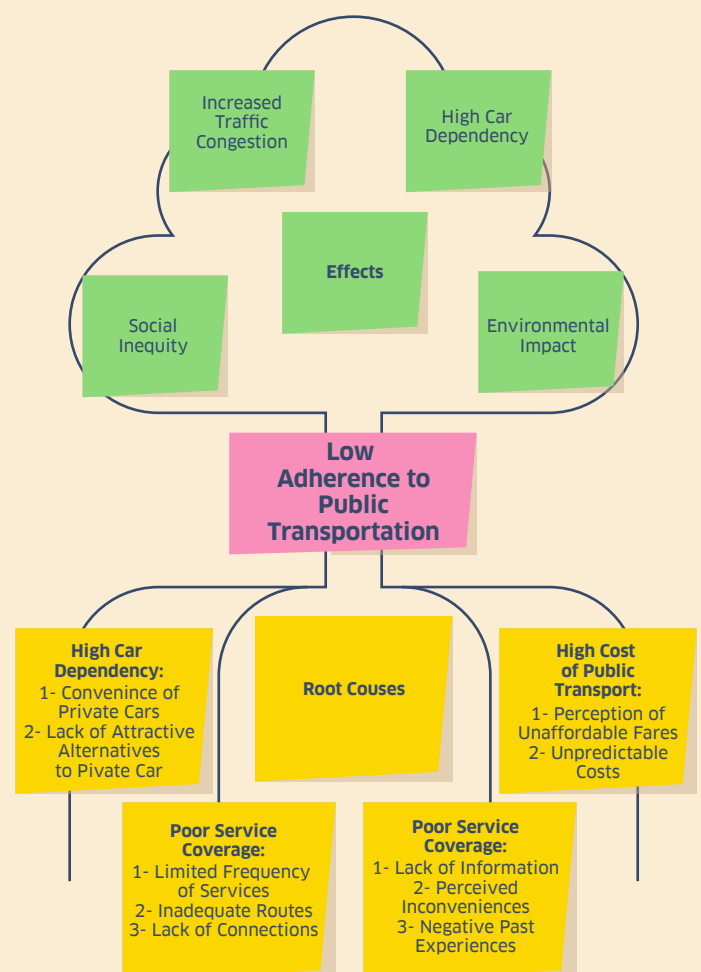 Increased
Traffic
Congestion
High Car
Dependency
Effects
Social
Inequity
Environmental
Impact
Low
Adherence to
Public
Transportation
High Car
Dependency:
1- Convenince of
Private Cars
2- Lack of Attractive
Alternatives
to Pivate Car
Root Couses
High Cost
of Public
Transport:
1- Perception of
Unaffordable Fares
2- Unpredictable
Costs
Poor Service
Coverage:
1- Limited Frequency
of Services
2- Inadequate Routes
3- Lack of Connections
Poor Service
Coverage:
1- Lack of Information
2- Perceived
Inconveniences
3- Negative Past
Experiences